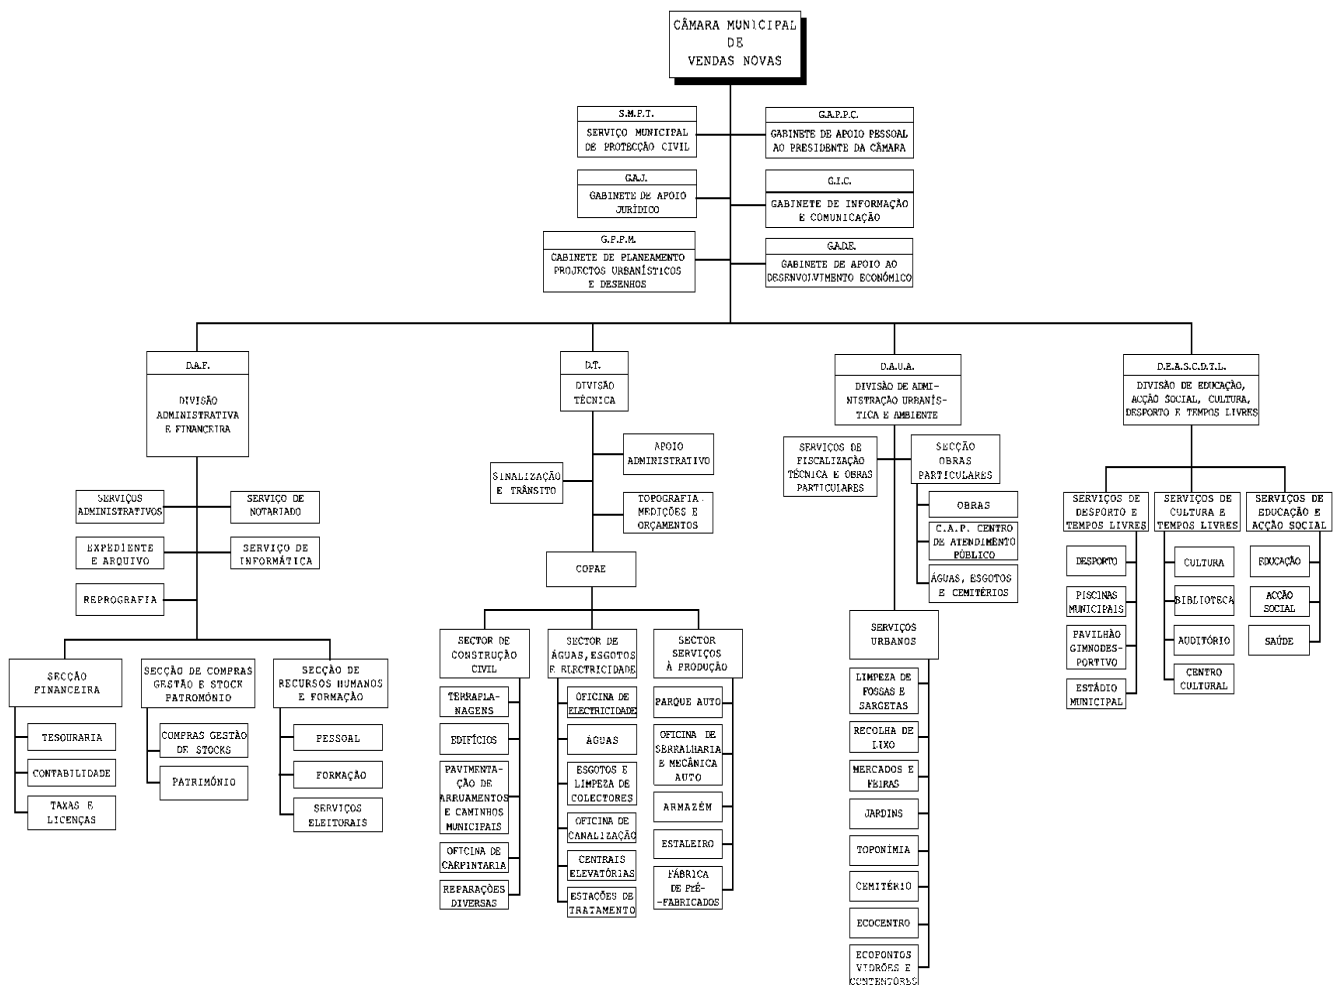 CÂMARA MUNICIPAL
DE
VENDAS NOVAS
S.M.P.T.
SERVIÇO MUNICIPAL
DE PROTECÇÃO CIVIL
G.A.P.P.C.
GABINETE DE APOIO PESSOAL
AO PRESIDENTE DA CÂMARA
G.A.J.
GABINETE DE APOIO
JURÍDICO
G.I.C.
GABINETE DE INFORMAÇÃO
E COMUNICAÇÃO
G.P.P.M.
CABINETE DE PLANEAMENTO
PROJECTOS URBANÍSTICOS
E DESENHOS
G.A.D.E.
GABINETE DE APOIO AO
DESENVOLVIMENTO ECONÓMICO
D.A.F.
DIVISÃO
ADMINISTRATIVA
E FINANCEIRA
SERVIÇOS
ADMINISTRATIVOS
SERVIÇO DE
NOTARIADO
EXPEDIENTE
E ARQUIVO
SERVIÇO DE
INFORMÁTICA
REPROGRAFIA
SECÇÃO
FINANCEIRA
TESOURARIA
CONTABILIDADE
TAXAS E
LICENÇAS
SECÇÃO DE COMPRAS
GESTÃO E STOCK
PATROMÓNIO
COMPRAS GESTÃO
DE STOCKS
PATRIMÓNIO
SECÇÃO DE
RECURSOS HUMANOS
E FORMAÇÃO
PESSOAL
FORMAÇÃO
SERVIÇOS
ELEITORAIS
D.T.
DIVISÃO
TÉCNICA
APOIO
ADMINISTRATIVO
SINALIZAÇÃO
E TRÂNSITO
TOPOGRAFIA.
MEDIÇÕES E
ORÇAMENTOS
COPAE
SECTOR DE
CONSTRUÇÃO
CIVIL
TERRAPLA-
NAGENS
EDIFÍCIOS
PAVIMENTA-
ÇÃO DE
ARRUAMENTOS
E CAMINHOS
MUNICIPAIS
OFICINA DE
CARPINTARIA
REPARAÇÕES
DIVERSAS
SECTOR DE
ÁGUAS, ESGOTOS
E ELECTRICIDADE
OFICINA DE
ELECTRICIDADE
ÁGUAS
ESGOTOS E
LIMPEZA DE
COLECTORES
OFICINA DE
CANALIZAÇÃO
CENTRAIS
ELEVATÓRIAS
ESTAÇÕES DE
TRATAMENTO
SECTOR
SERVIÇOS
À PRODUÇÃO
PARQUE AUTO
OFICINA DE
SERRALHARIA
E MECÂNICA
AUTO
ARMAZÉM
ESTALEIRO
FÁBRICA
DE PRÉ-
-FABRICADOS
D.A.U.A.
DIVISÃO DE ADMI-
NISTRAÇÃO URBANÍS-
TICA E AMBIENTE
SERVIÇOS DE
FISCALIZAÇÃO
TÉCNICA E OBRAS
PARTICULARES
SECÇÃO
OBRAS
PARTICULARES
OBRAS
C.A.P. CENTRO
DE ATENDIMENTO
PÚBLICO
ÁGUAS, ESGOTOS
E CEMITÉRIOS
SERVIÇOS
URBANOS
LIMPEZA DE
FOSSAS E
SARGETAS
RECOLHA DE
LIXO
MERCADOS E
FEIRAS
JARDINS
TOPONÍMIA
CEMITÉRIO
ECOCENTRO
ECOPONTOS
VIDRÕES E
CONTENTORES
D.E.A.S.C.D.T.L.
DIVISÃO DE EDUCAÇÃO,
ACÇÃO SOCIAL, CULTURA,
DESPORTO E TEMPOS LIVRES
SERVIÇOS DE
DESPORTO E
TEMPOS LIVRES
DESPORTO
PISCINAS
MUNICIPAIS
PAVILHÃO
GIMNODES-
PORTIVO
ESTÁDIO
MUNICIPAL
SERVIÇOS DE
CULTURA E
TEMPOS LIVRES
CULTURA
BIBLIOTECA
AUDITÓRIO
CENTRO
CULTURAL
SERVIÇOS DE
EDUCAÇÃO E
ACÇÃO SOCIAL
EDUCAÇÃO
ACÇÃO
SOCIAL
SAÚDE